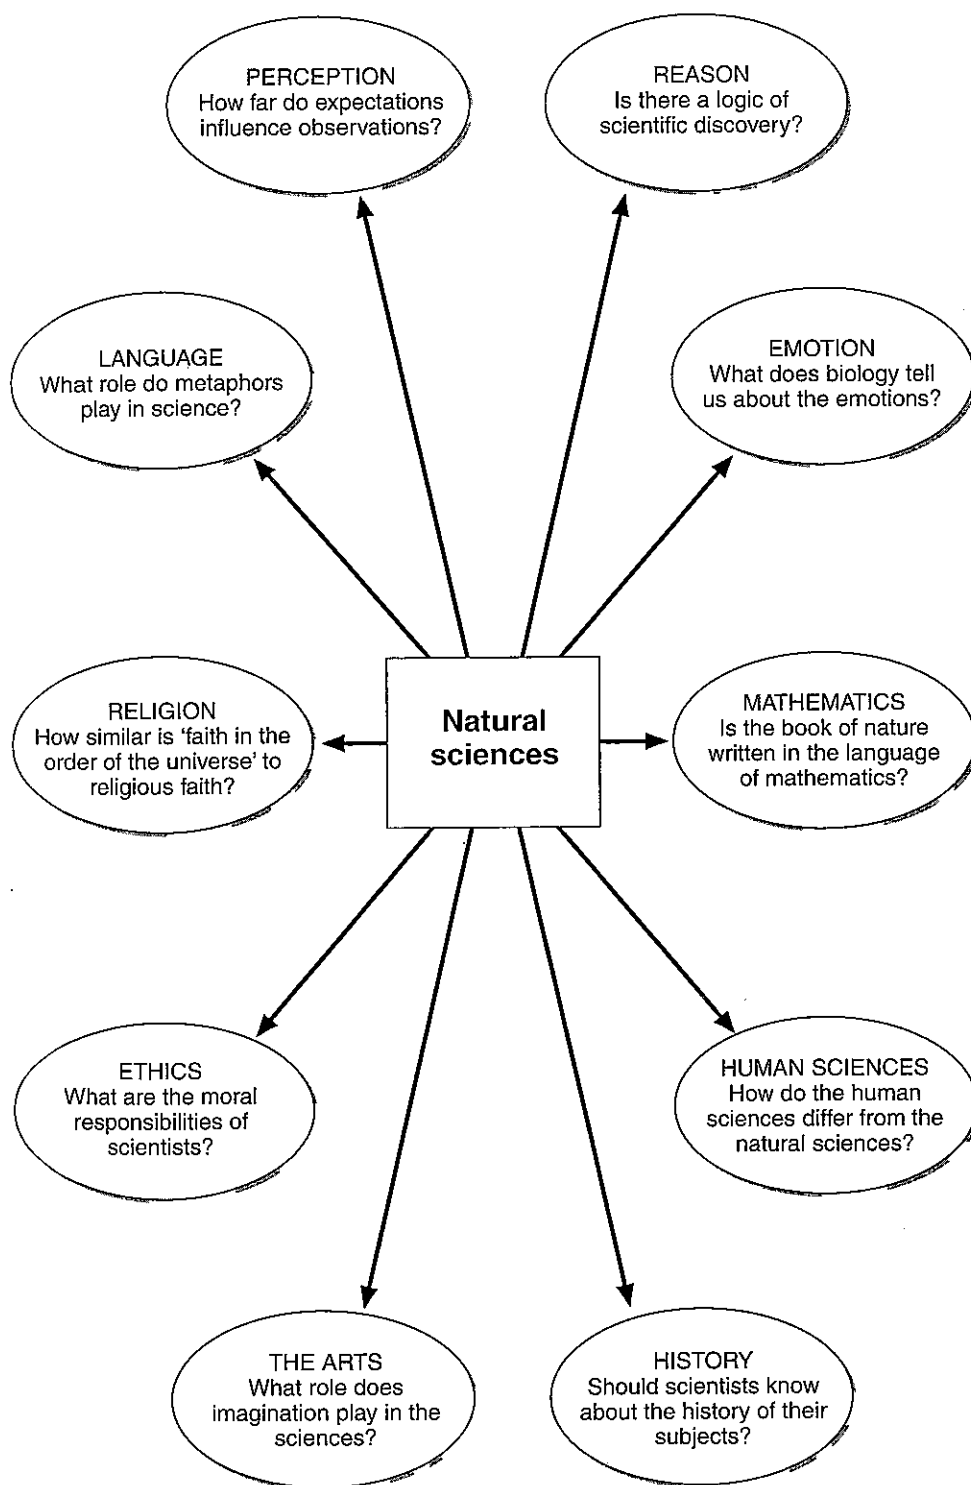 PERCEPTION
How far do expectations
influence observations?
REASON
Is there a logic of
scientific discovery?
LANGUAGE
What role do metaphors
play in science?
EMOTION
What does biology tell
us about the emotions?
RELIGION
How similar is 'faith in the
order of the universe' to
religious faith?
Natural
sciences
MATHEMATICS
Is the book of nature
written in the language
of mathematics?
ETHICS
What are the moral
responsibilities of
scientists?
HUMAN SCIENCES
How do the human
sciences differ from the
natural sciences?
THE ARTS
What role does
imagination play in the
sciences?
HISTORY
Should scientists know
about the history of their
subjects?